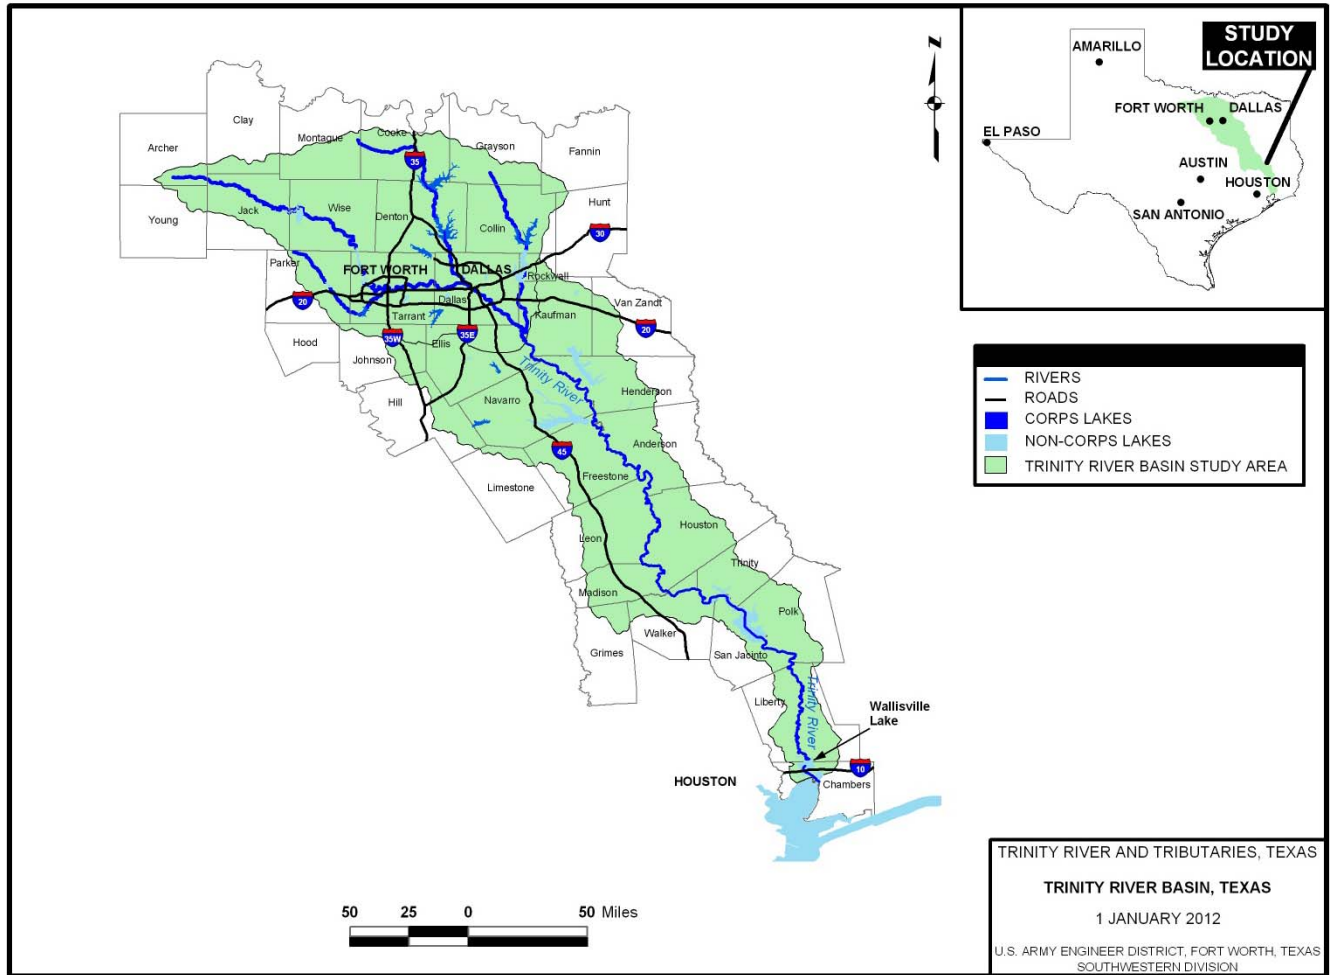 Clay
Montague
Cooke
Grayson
Fannin
Archer
35
Hunt
Young
Jack
Wise
Denton
Collin
30
Parker
FORT WORTH
DALLAS
Rockwall
20
Dallas
Tarrant
Kaufman
Van Zandt
20
35W
35E
Hood
Ellis
Johnson
Trinity River
Hill
Navarro
Henderson
Anderson
45
Limestone
Freestone
Houston
Leon
Trinity
Madison
Polk
Walker
Grimes
San Jacinto
Liberty
Trinity River
Wallisville
Lake
HOUSTON
10
Chambers
50 25 0 50 Miles
N
STUDY
LOCATION
AMARILLO
FORT WORTH
DALLAS
EL PASO
AUSTIN
HOUSTON
SAN ANTONIO
RIVERS
ROADS
CORPS LAKES
NON-CORPS LAKES
TRINITY RIVER BASIN STUDY AREA
TRINITY RIVER AND TRIBUTARIES, TEXAS
TRINITY RIVER BASIN, TEXAS
1 JANUARY 2012
U.S. ARMY ENGINEER DISTRICT, FORT WORTH, TEXAS
SOUTHWESTERN DIVISION